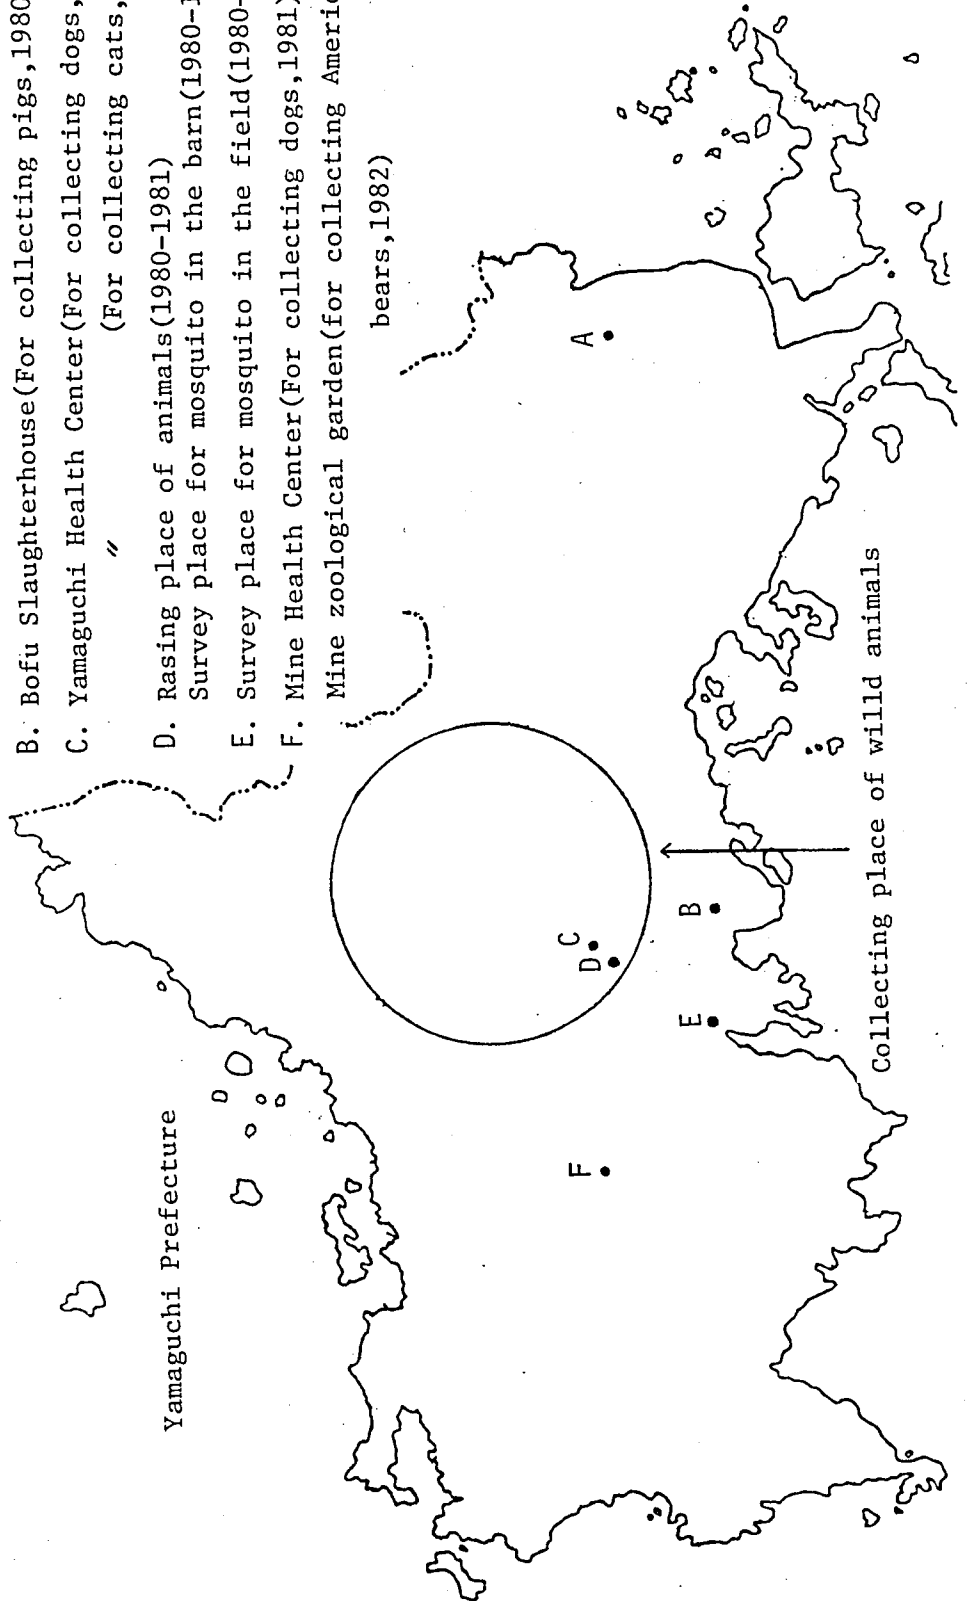 B. Bofu Slaughterhouse(For collecting pigs,1980
C. Yamaguchi Health Center(For collecting dogs,
〃 (For collecting cats,
D. Rasing place of animals(1980-1981)
Survey place for mosquito in the barn(1980-1
E. Survey place for mosquito in the field(1980-
F. Mine Health Center(For collecting dogs,1981)
Mine zoological garden(for collecting Americ
bears,1982)
Yamaguchi Prefecture
A
B
C
D
E
F
Collecting place of willd animals